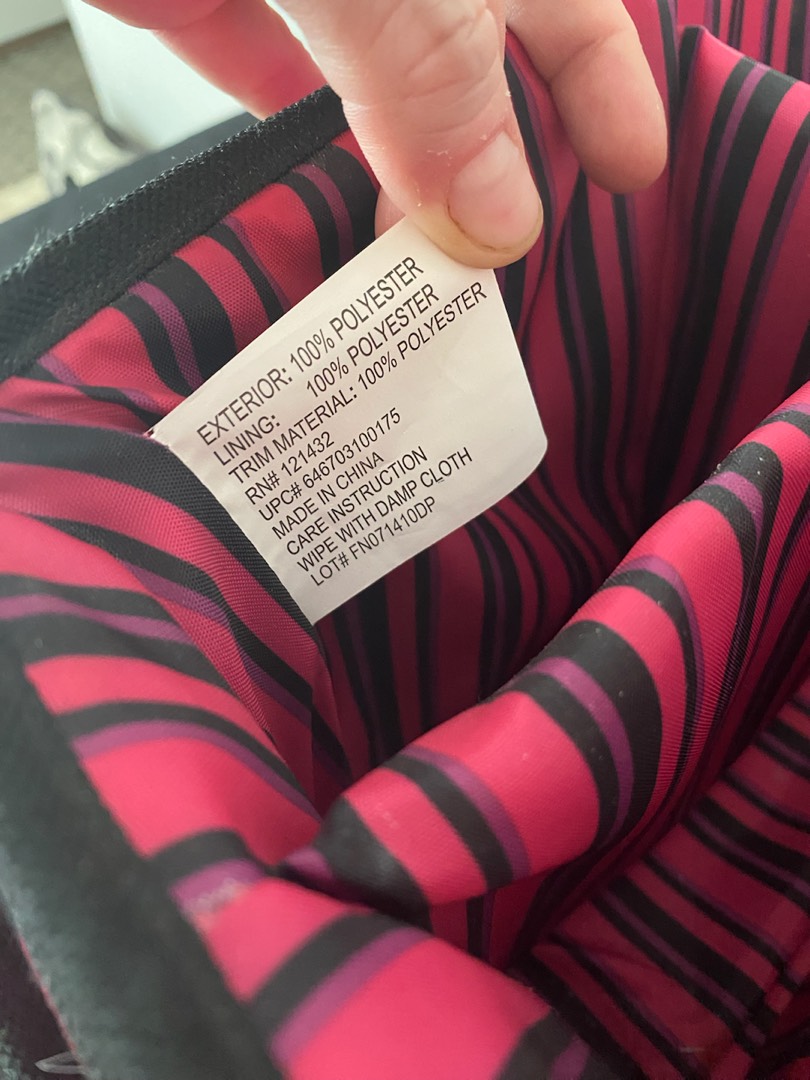 EXTERIOR: 100% POLYESTER
LINING: 100% POLYESTER
TRIM MATERIAL: 100% POLYESTER
RN# 121432
UPC# 646703100175
MADE IN CHINA
CARE INSTRUCTION
WIPE WITH DAMP CLOTH
LOT# FN071410DP